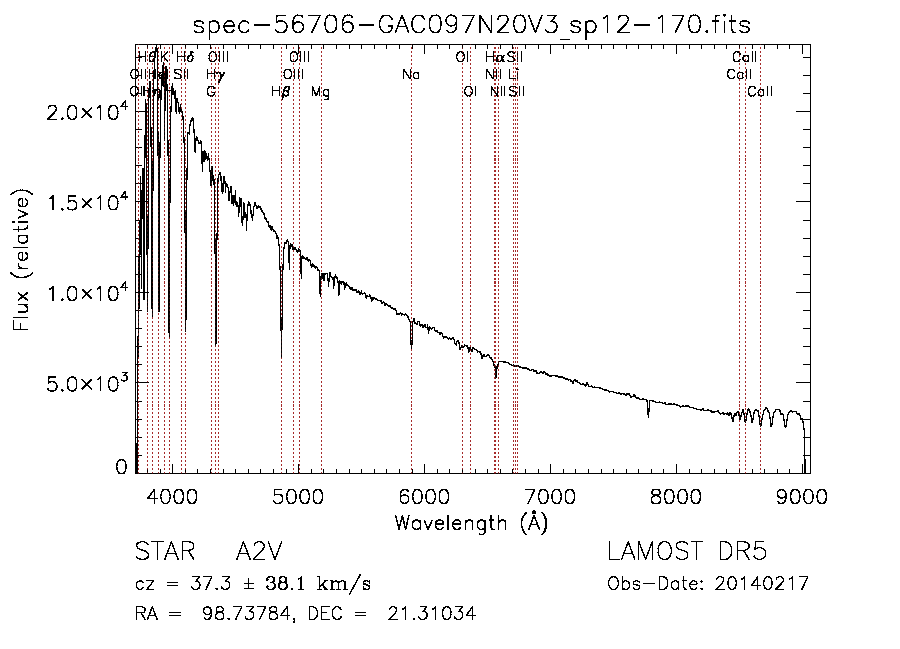 spec-56706-GAC097N20V3_sp12-170.fits
K Hδ OIII OIII OI Hα SII CaII
SII Hγ OIII Na NII Li CaII
G Hβ Mg OI NII SII CaII
2.0×10⁴
1.5×10⁴
1.0×10⁴
5.0×10³
0
Flux (relative)
4000 5000 6000 7000 8000 9000
Wavelength (Å)
STAR A2V LAMOST DR5
cz = 37.3 ± 38.1 km/s Obs-Date: 20140217
RA = 98.73784, DEC = 21.31034